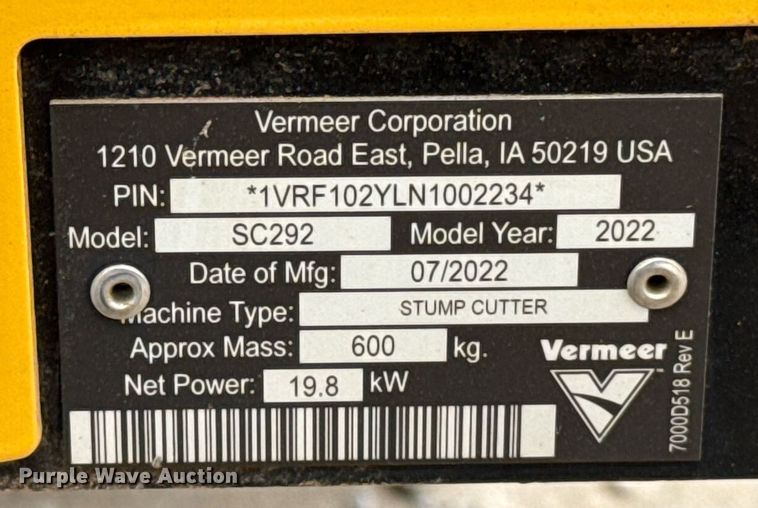 Vermeer Corporation
1210 Vermeer Road East, Pella, IA 50219 USA
PIN: *1VRF102YLN1002234*
Model: SC292 Model Year: 2022
Date of Mfg: 07/2022
Machine Type: STUMP CUTTER
Approx Mass: 600 kg.
Net Power: 19.8 kW
Vermeer
7000D518 Rev E
Purple Wave Auction